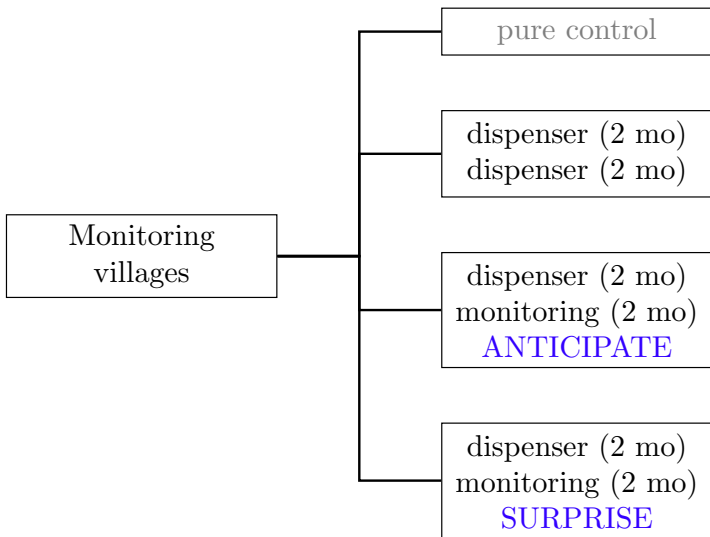 Monitoring
villages
pure control
dispenser (2 mo)
dispenser (2 mo)
dispenser (2 mo)
monitoring (2 mo)
ANTICIPATE
dispenser (2 mo)
monitoring (2 mo)
SURPRISE